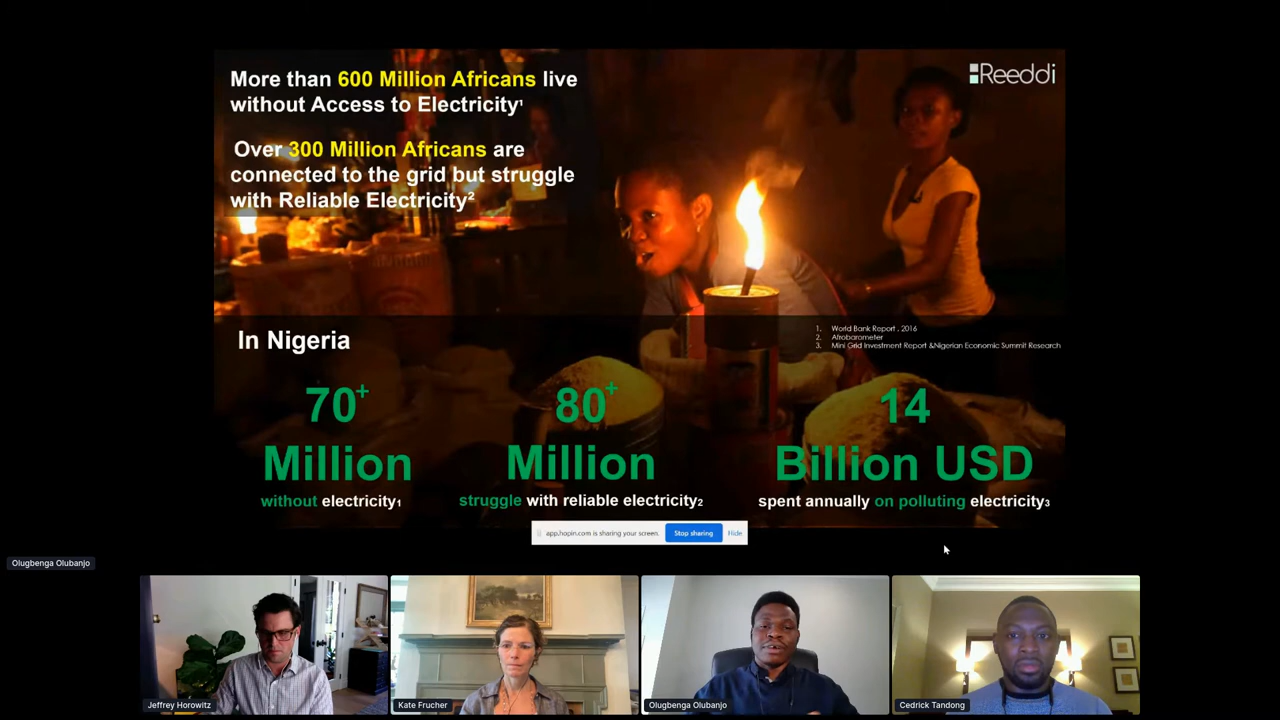 More than 600 Million Africans live
without Access to Electricity¹
Reeddi
Over 300 Million Africans are
connected to the grid but struggle
with Reliable Electricity²
In Nigeria
1. World Bank Report , 2016
2. Afrobarometer
3. Mini Grid Investment Report &Nigerian Economic Summit Research
70+
Million
without electricity1
80+
Million
struggle with reliable electricity2
14
Billion USD
spent annually on polluting electricity3
app.hopin.com is sharing your screen.
Stop sharing
Hide
Olugbenga Olubanjo
Jeffrey Horowitz
Kate Frucher
Olugbenga Olubanjo
Cedrick Tandong